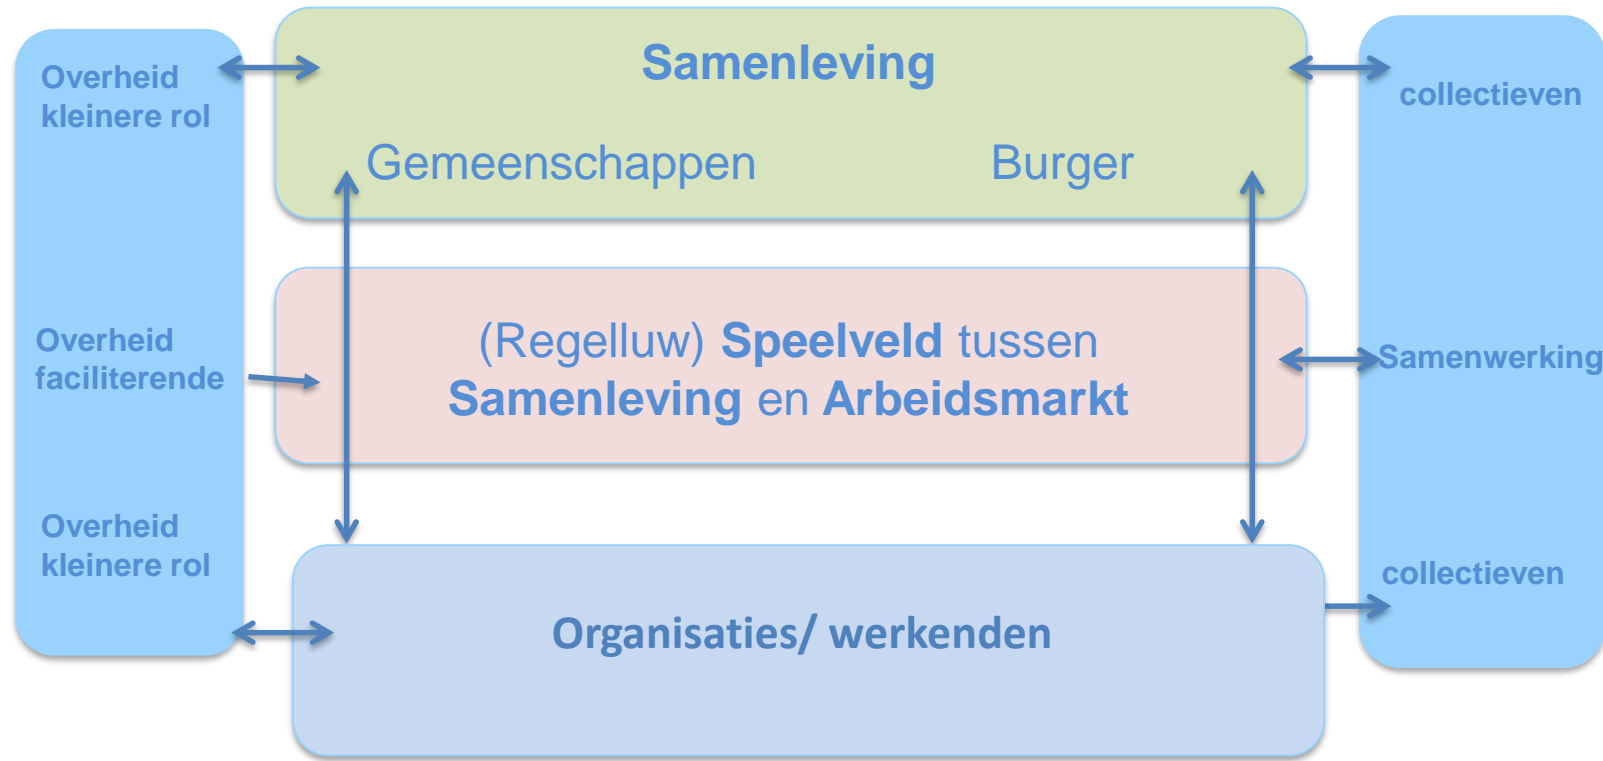 Overheid
kleinere rol
Samenleving
collectieven
Gemeenschappen
Burger
Overheid
faciliterende
(Regelluw) Speelveld tussen
Samenleving en Arbeidsmarkt
Samenwerking
Overheid
kleinere rol
Organisaties/ werkenden
collectieven